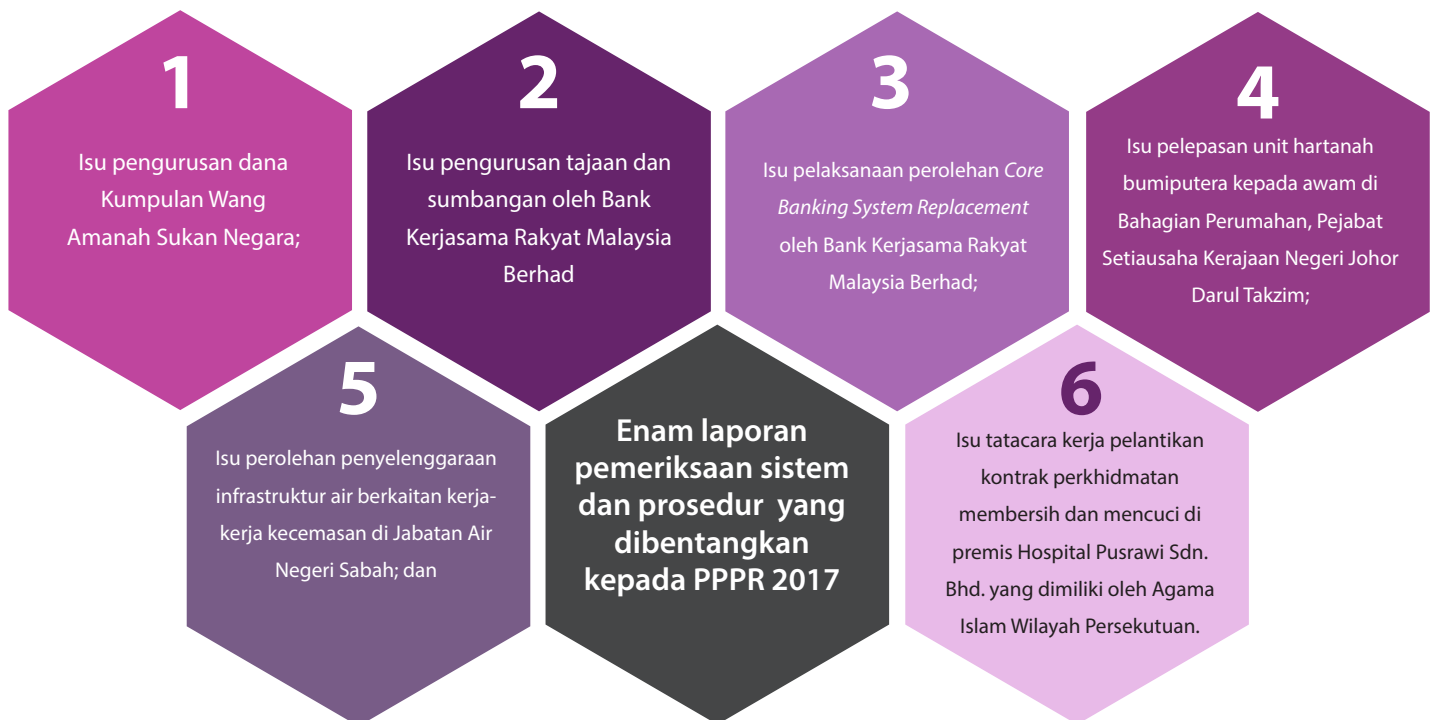 1
Isu pengurusan dana
Kumpulan Wang
Amanah Sukan Negara;
2
Isu pengurusan tajaan dan
sumbangan oleh Bank
Kerjasama Rakyat Malaysia
Berhad
3
Isu pelaksanaan perolehan Core
Banking System Replacement
oleh Bank Kerjasama Rakyat
Malaysia Berhad;
4
Isu pelepasan unit hartanah
bumiputera kepada awam di
Bahagian Perumahan, Pejabat
Setiausaha Kerajaan Negeri Johor
Darul Takzim;
5
Isu perolehan penyelenggaraan
infrastruktur air berkaitan kerja-
kerja kecemasan di Jabatan Air
Negeri Sabah; dan
Enam laporan
pemeriksaan sistem
dan prosedur yang
dibentangkan
kepada PPPR 2017
6
Isu tatacara kerja pelantikan
kontrak perkhidmatan
membersih dan mencuci di
premis Hospital Pusrawi Sdn.
Bhd. yang dimiliki oleh Agama
Islam Wilayah Persekutuan.